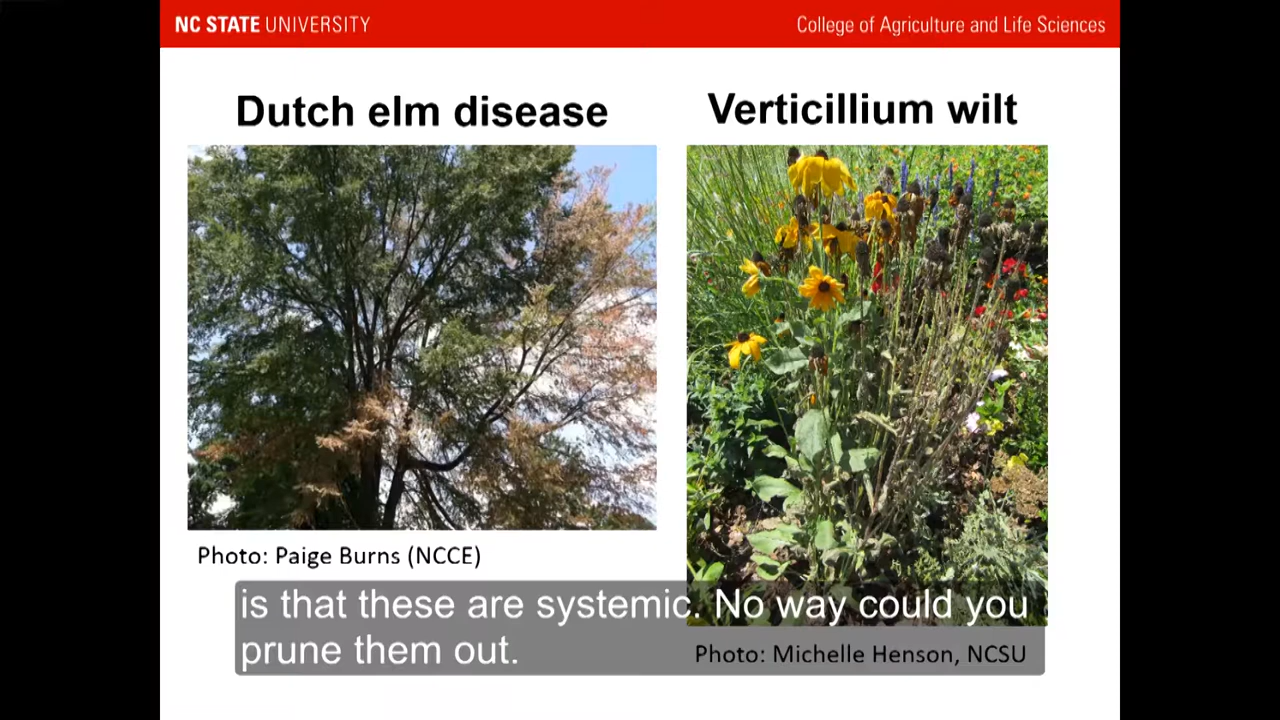 NC STATE UNIVERSITY
College of Agriculture and Life Sciences
Dutch elm disease
Verticillium wilt
Photo: Paige Burns (NCCE)
is that these are systemic. No way could you
prune them out.
Photo: Michelle Henson, NCSU